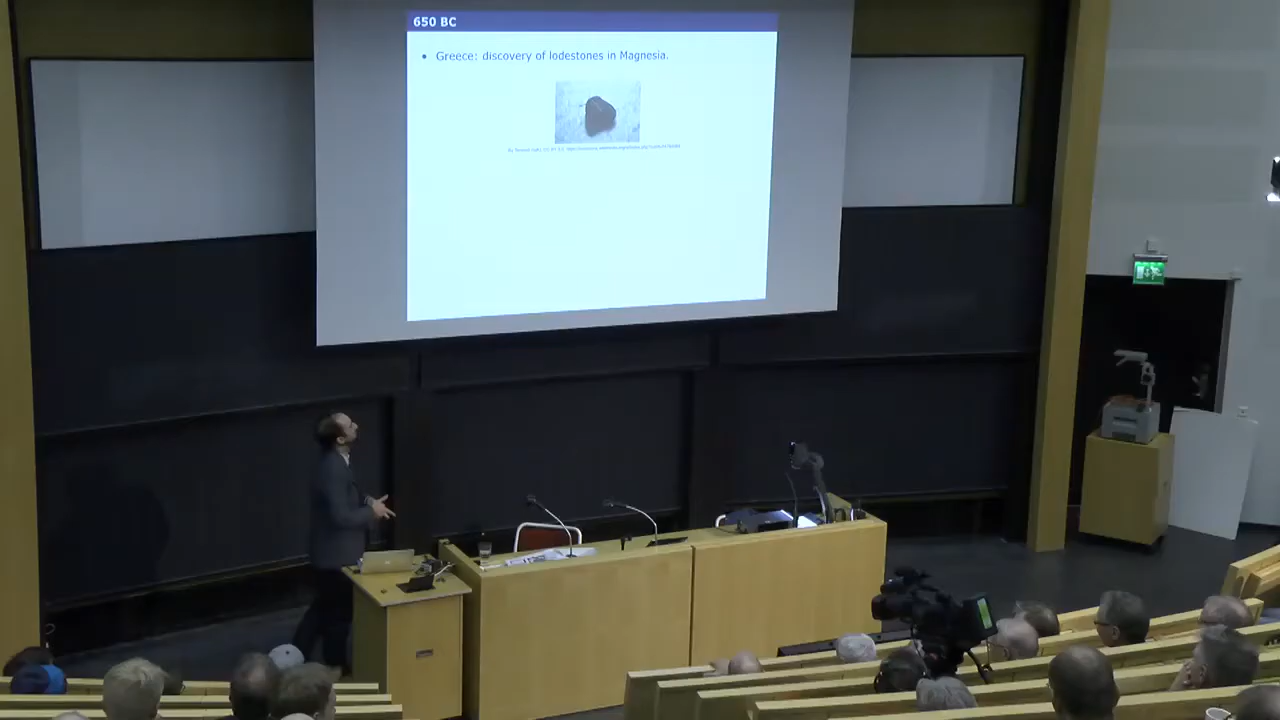 650 BC
• Greece: discovery of lodestones in Magnesia.